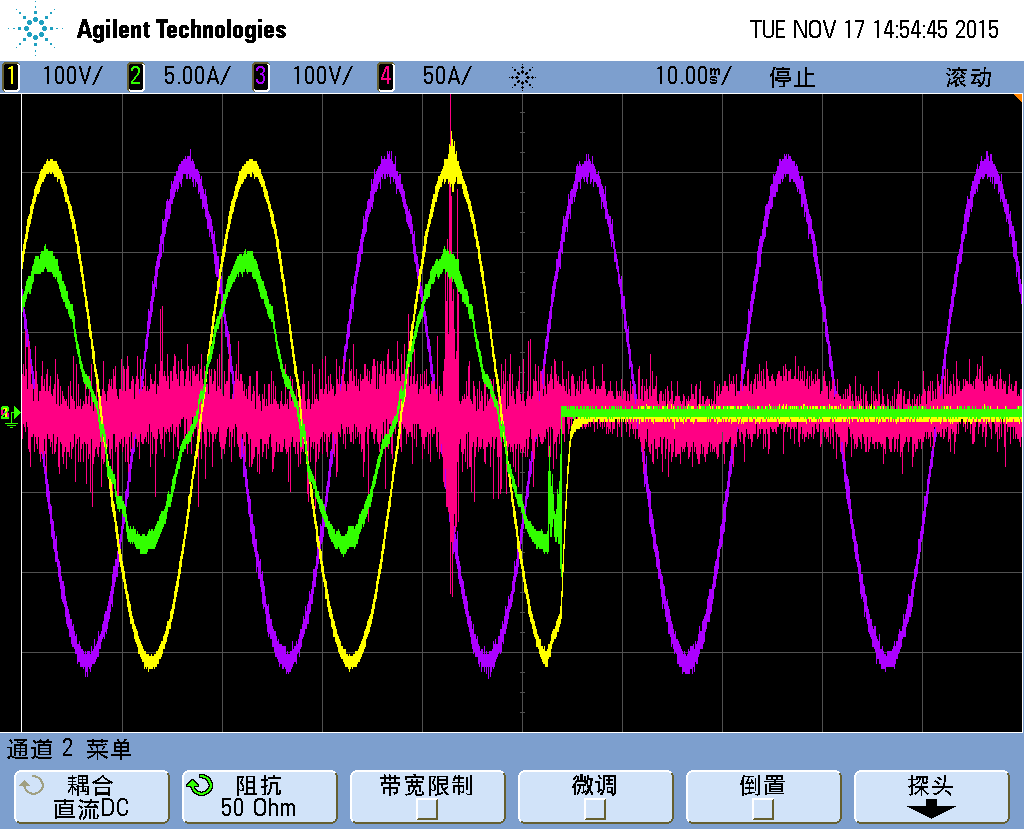 Agilent Technologies TUE NOV 17 14:54:45 2015
1 100V/ 2 5.00A/ 3 100V/ 4 50A/ 10.00ms/ 停止 滚动
通道 2 菜单
耦合 阻抗 带宽限制 微调 倒置 探头
直流DC 50 Ohm